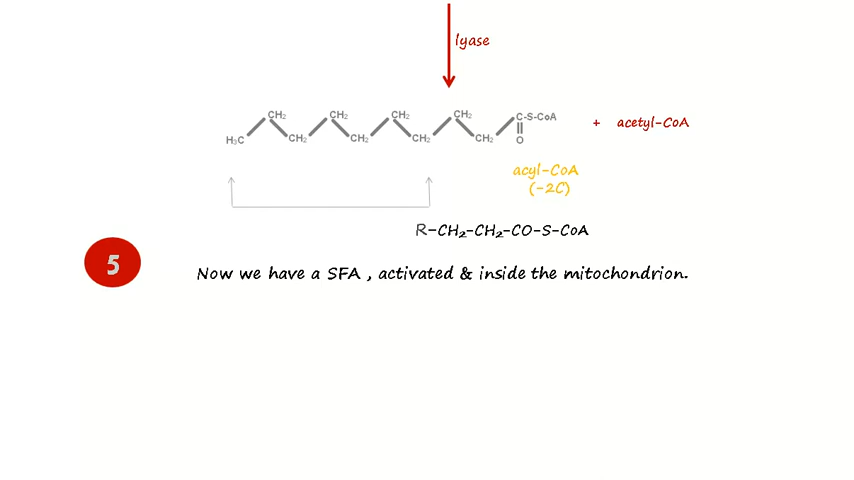 lyase
CH₂ CH₂ CH₂ CH₂ C-S-CoA
H₃C CH₂ CH₂ CH₂ CH₂ O
+ acetyl-CoA
acyl-CoA
(-2C)
R-CH₂-CH₂-CO-S-CoA
5
Now we have a SFA , activated & inside the mitochondrion.